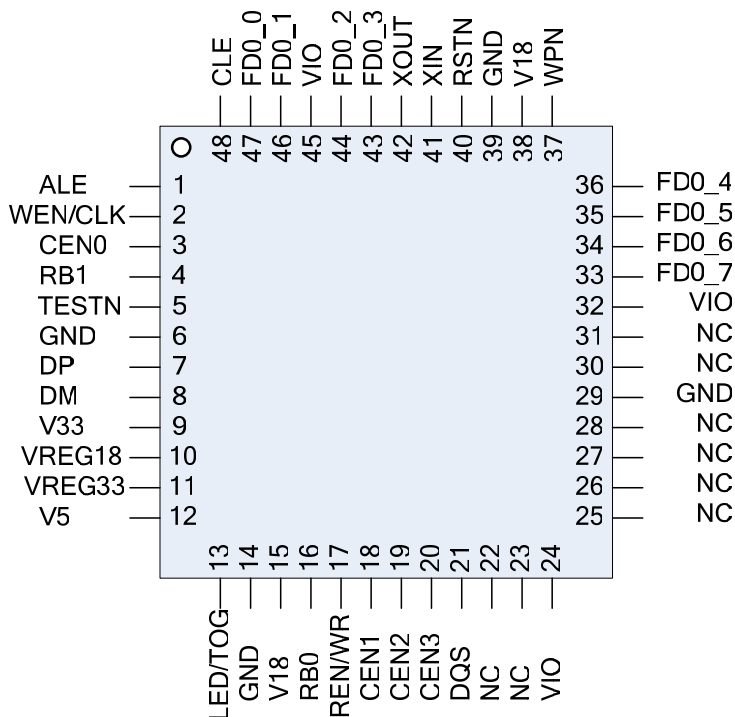 CLE FD0_0 FD0_1 VIO FD0_2 FD0_3 XOUT XIN RSTN GND V18 WPN
48 47 46 45 44 43 42 41 40 39 38 37
ALE 1 36 FD0_4
WEN/CLK 2 35 FD0_5
CEN0 3 34 FD0_6
RB1 4 33 FD0_7
TESTN 5 32 VIO
GND 6 31 NC
DP 7 30 NC
DM 8 29 GND
V33 9 28 NC
VREG18 10 27 NC
VREG33 11 26 NC
V5 12 25 NC
13 14 15 16 17 18 19 20 21 22 23 24
LED/TOG GND V18 RB0 REN/WR CEN1 CEN2 CEN3 DQS NC NC VIO